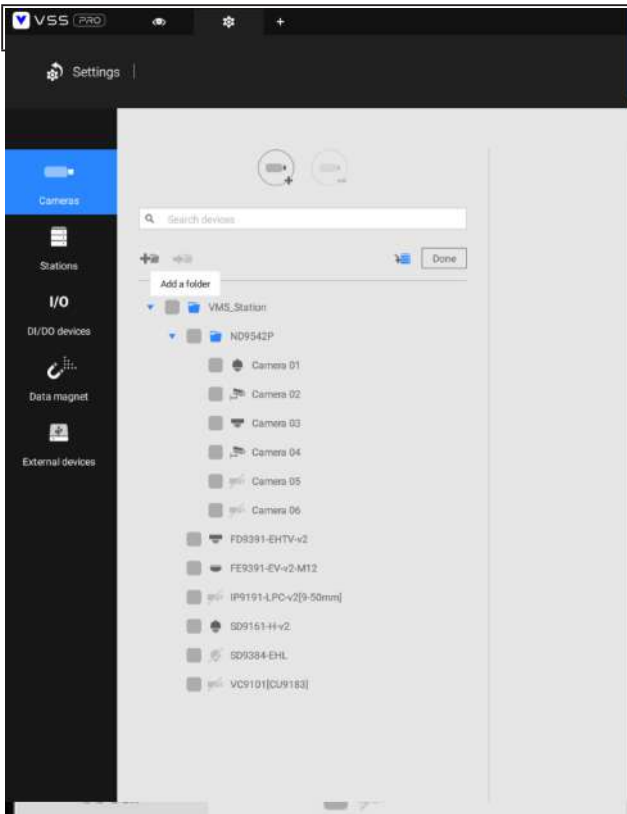 VSS PRO
Settings
Cameras
Stations
I/O
DI/DO devices
Data magnet
External devices
Search devices
Done
Add a folder
VMS_Station
ND9542P
Camera 01
Camera 02
Camera 03
Camera 04
Camera 05
Camera 06
FD9391-EHTV-v2
FE9391-EV-v2-M12
IP9191-LPC-v2[9-50mm]
SD9161-H-v2
SD9384-EHL
VC9101[CU9183]